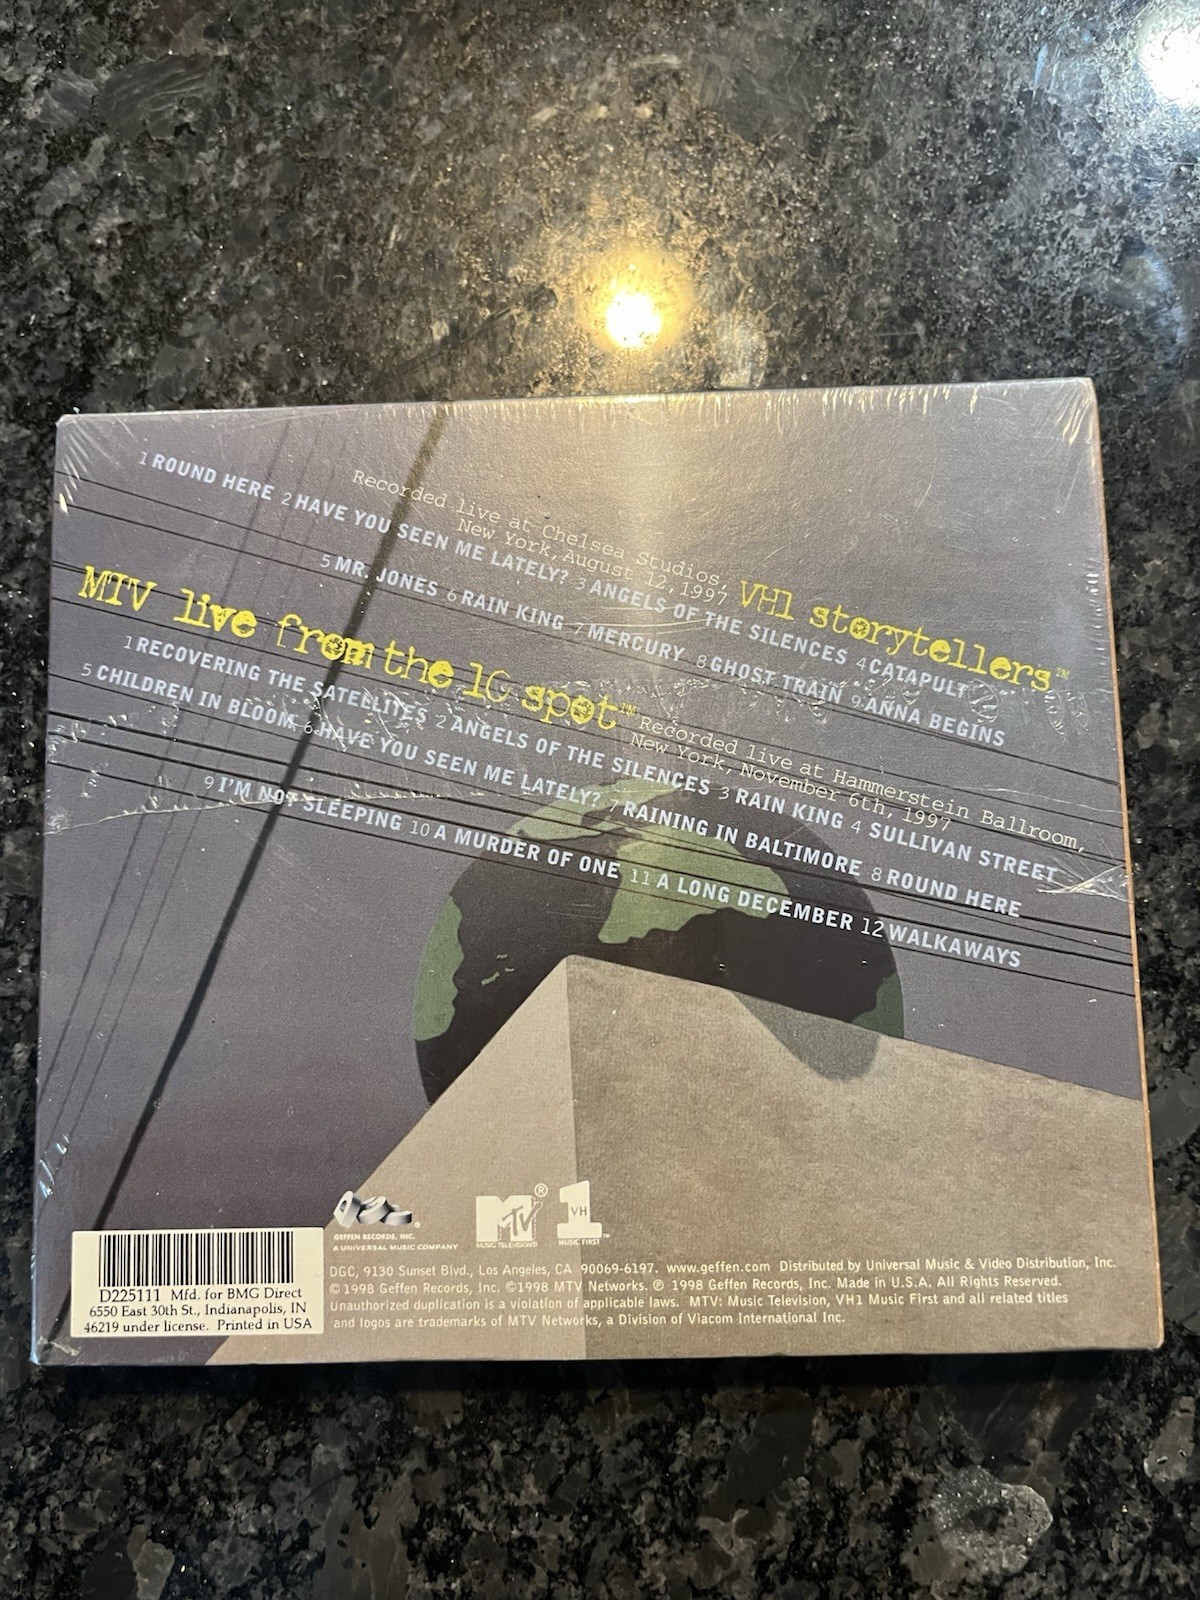 Recorded live at Chelsea Studios,
New York, August 12, 1997
VH1 storytellers™
1 ROUND HERE 2 HAVE YOU SEEN ME LATELY? 3 ANGELS OF THE SILENCES 4 CATAPULT
5 MR. JONES 6 RAIN KING 7 MERCURY 8 GHOST TRAIN 9 ANNA BEGINS
MTV live from the 10 spot™
Recorded live at Hammerstein Ballroom,
New York, November 6th, 1997
1 RECOVERING THE SATELLITES 2 ANGELS OF THE SILENCES 3 RAIN KING 4 SULLIVAN STREET
5 CHILDREN IN BLOOM 6 HAVE YOU SEEN ME LATELY? 7 RAINING IN BALTIMORE 8 ROUND HERE
9 I'M NOT SLEEPING 10 A MURDER OF ONE 11 A LONG DECEMBER 12 WALKAWAYS
GEFFEN RECORDS, INC.
A UNIVERSAL MUSIC COMPANY
MTV®
MUSIC TELEVISION®
VH1
MUSIC FIRST™
D225111 Mfd. for BMG Direct
6550 East 30th St., Indianapolis, IN
46219 under license. Printed in USA
DGC, 9130 Sunset Blvd., Los Angeles, CA 90069-6197. www.geffen.com Distributed by Universal Music & Video Distribution, Inc.
©1998 Geffen Records, Inc. ©1998 MTV Networks. ℗ 1998 Geffen Records, Inc. Made in U.S.A. All Rights Reserved.
Unauthorized duplication is a violation of applicable laws. MTV: Music Television, VH1 Music First and all related titles
and logos are trademarks of MTV Networks, a Division of Viacom International Inc.